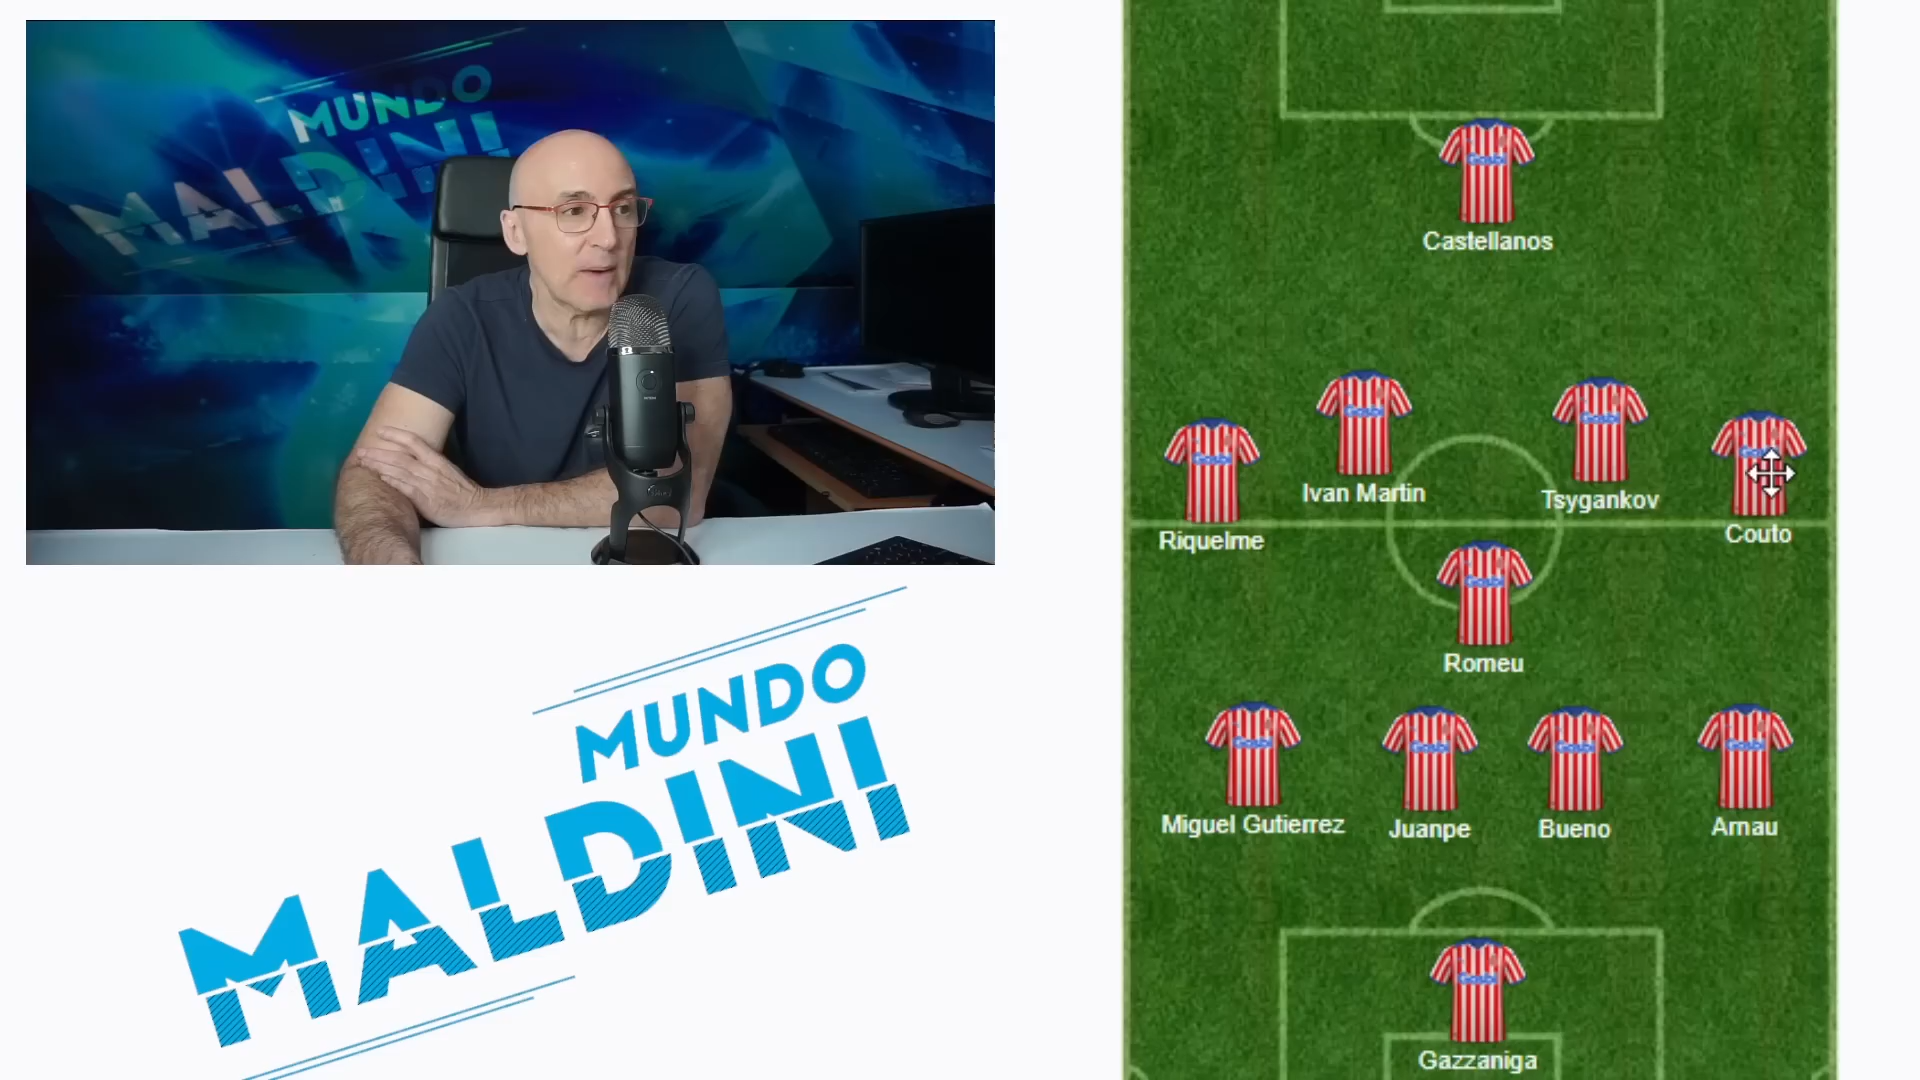 MUNDO
MALDINI
MUNDO
MALDINI
Castellanos
Ivan Martin
Tsygankov
Riquelme
Couto
Romeu
Miguel Gutierrez
Juanpe
Bueno
Arnau
Gazzaniga